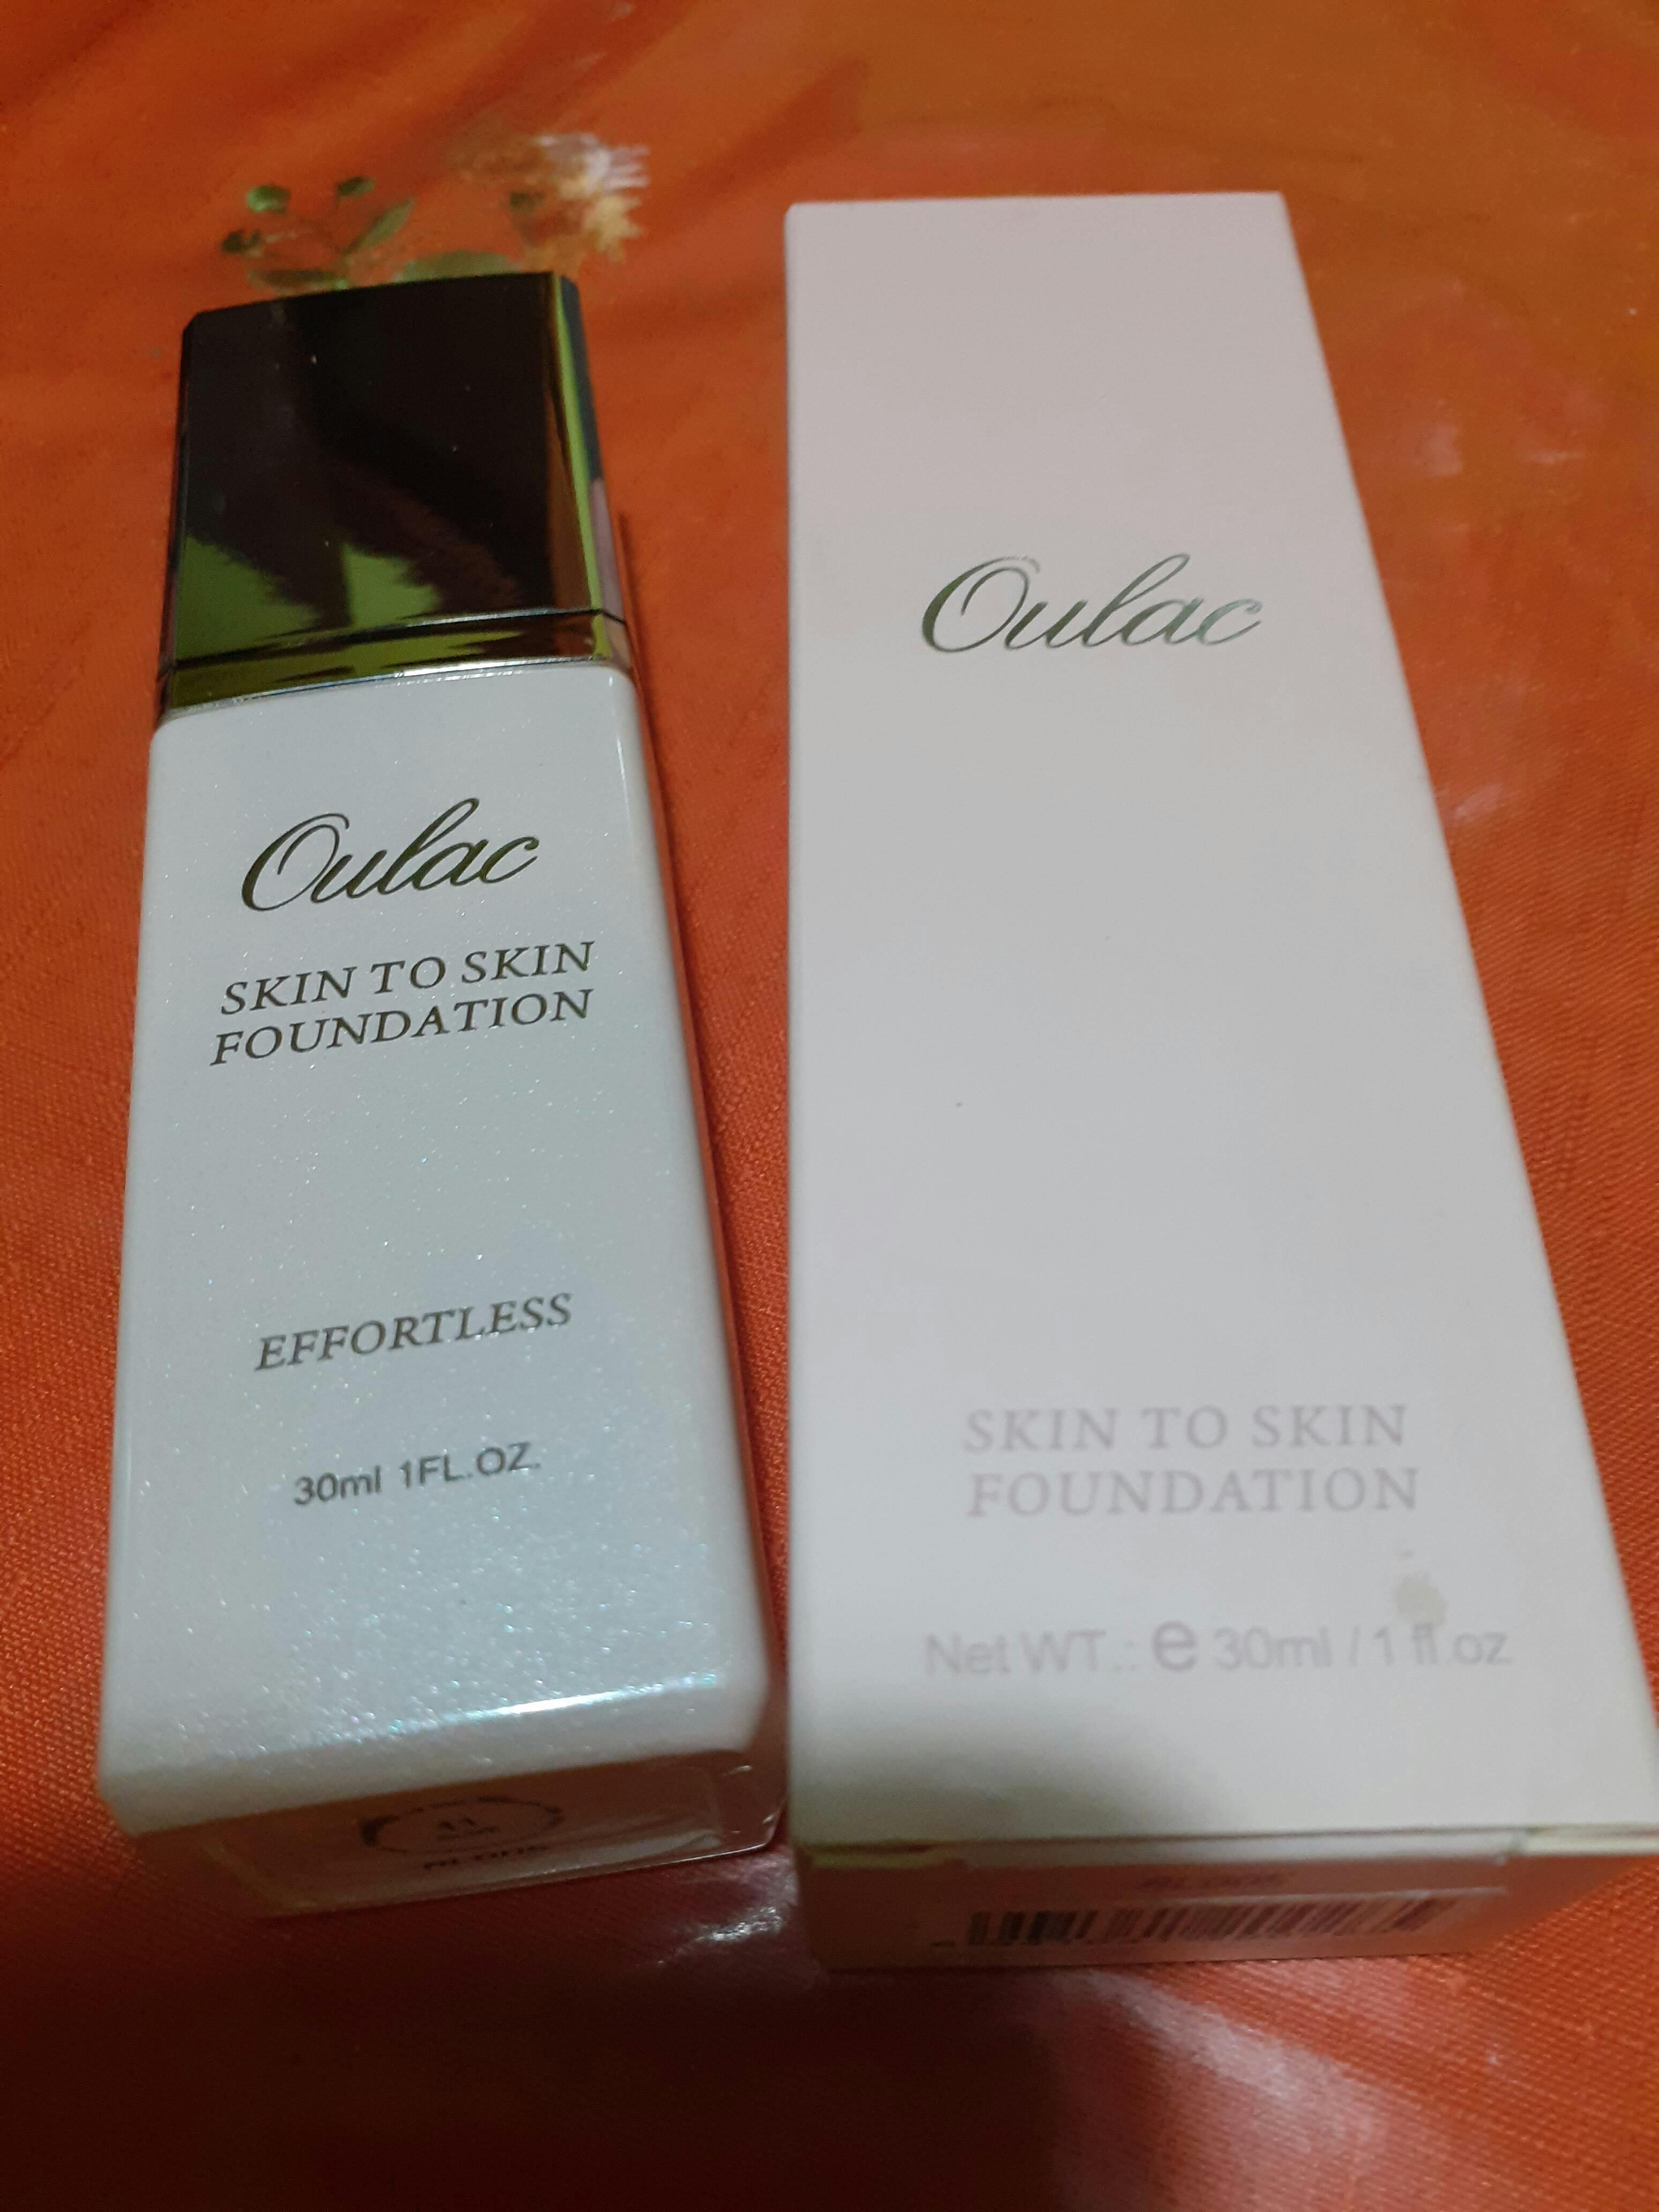 Oulac
SKIN TO SKIN
FOUNDATION
EFFORTLESS
30ml 1FL.OZ.
Oulac
SKIN TO SKIN
FOUNDATION
Net WT.: e 30ml / 1 fl.oz